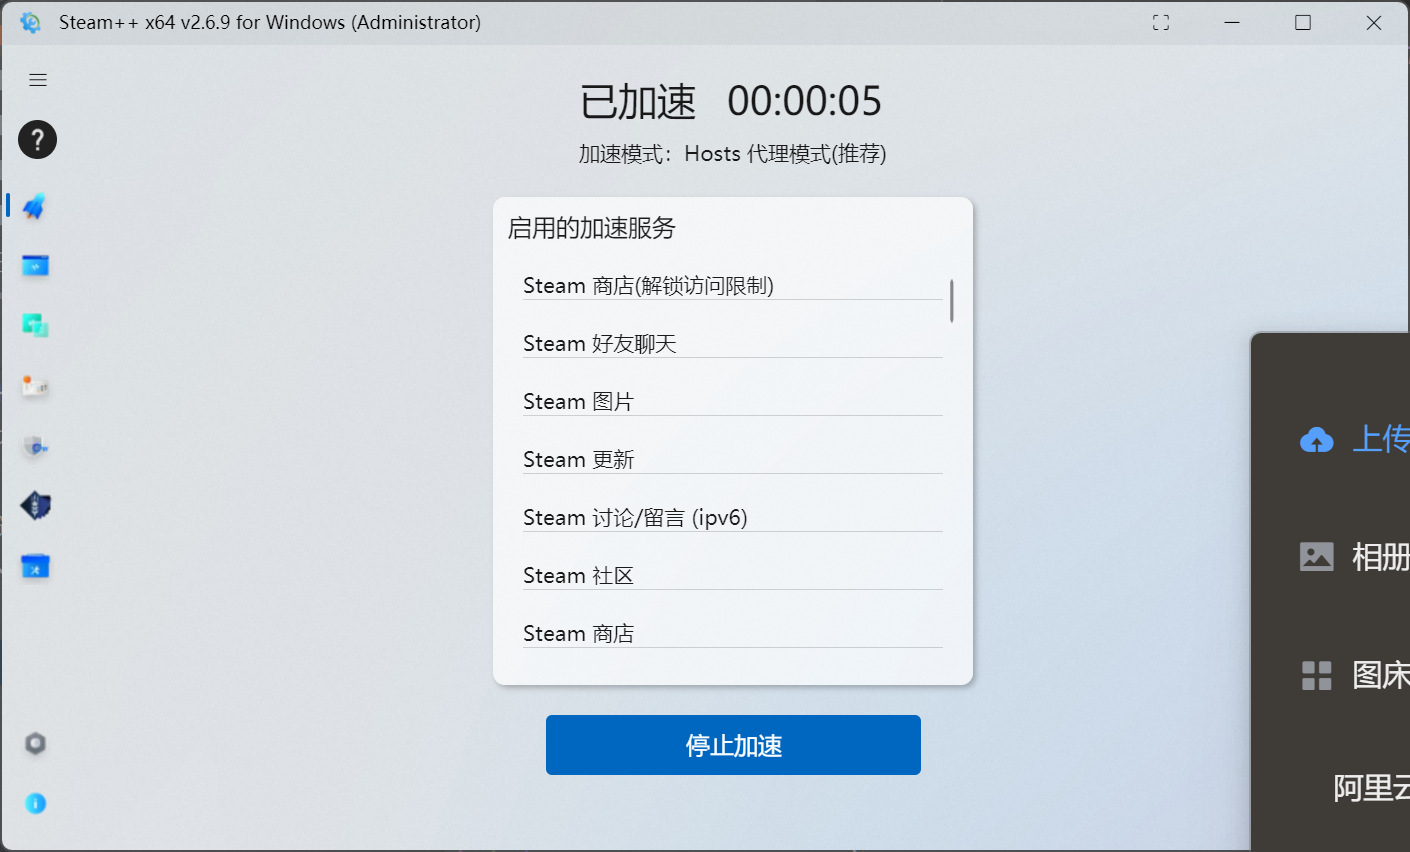 Steam++ x64 v2.6.9 for Windows (Administrator)
已加速 00:00:05
加速模式：Hosts 代理模式(推荐)
启用的加速服务
Steam 商店(解锁访问限制)
Steam 好友聊天
Steam 图片
Steam 更新
Steam 讨论/留言 (ipv6)
Steam 社区
Steam 商店
停止加速
上传
相册
图床
阿里云